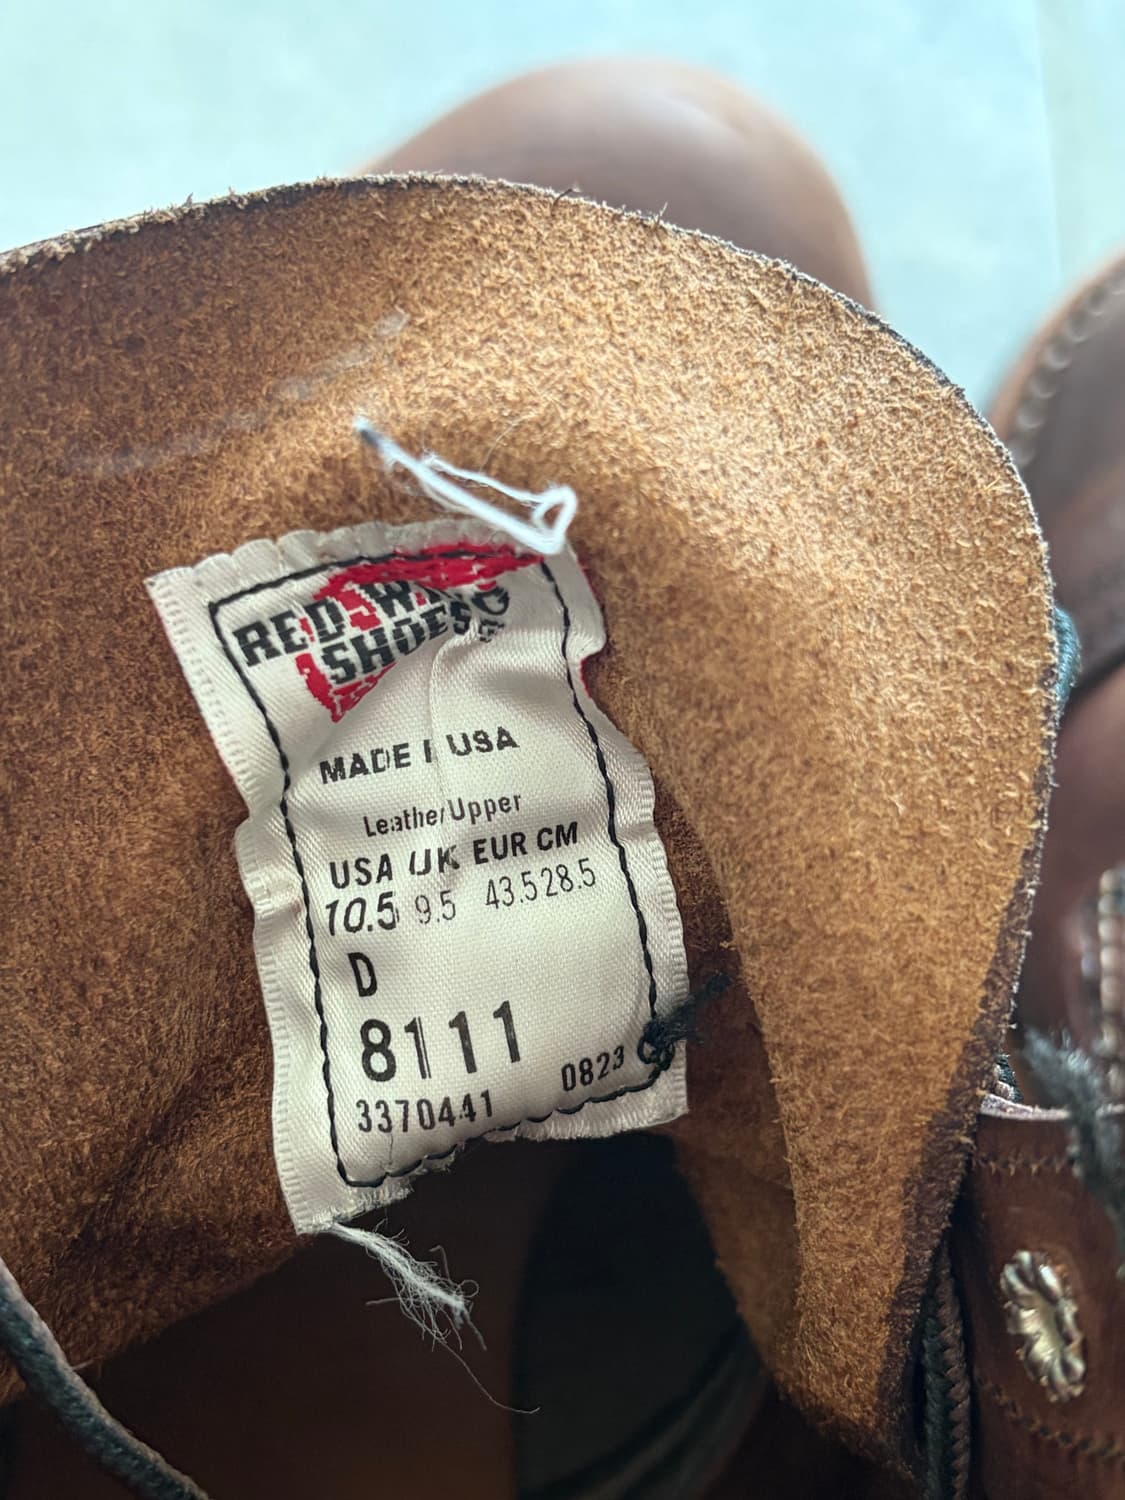 RED WING
SHOES
MADE I USA
Leather Upper
USA UK EUR CM
10.5 9.5 43.5 28.5
D
8111
3370441 0823